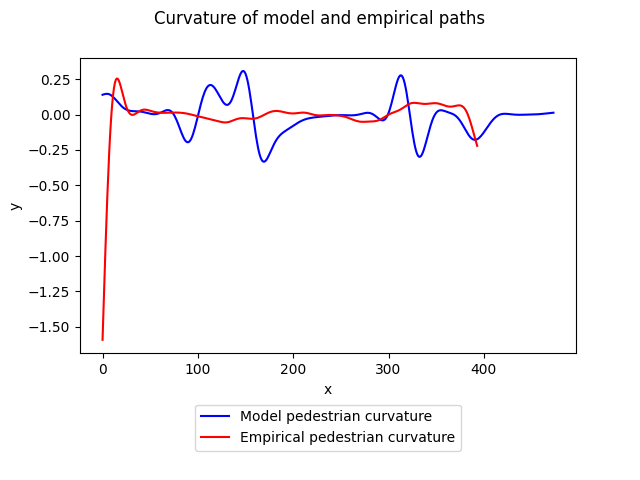 Curvature of model and empirical paths
0.25
0.00
−0.25
−0.50
−0.75
−1.00
−1.25
−1.50
y
0 100 200 300 400
x
Model pedestrian curvature
Empirical pedestrian curvature